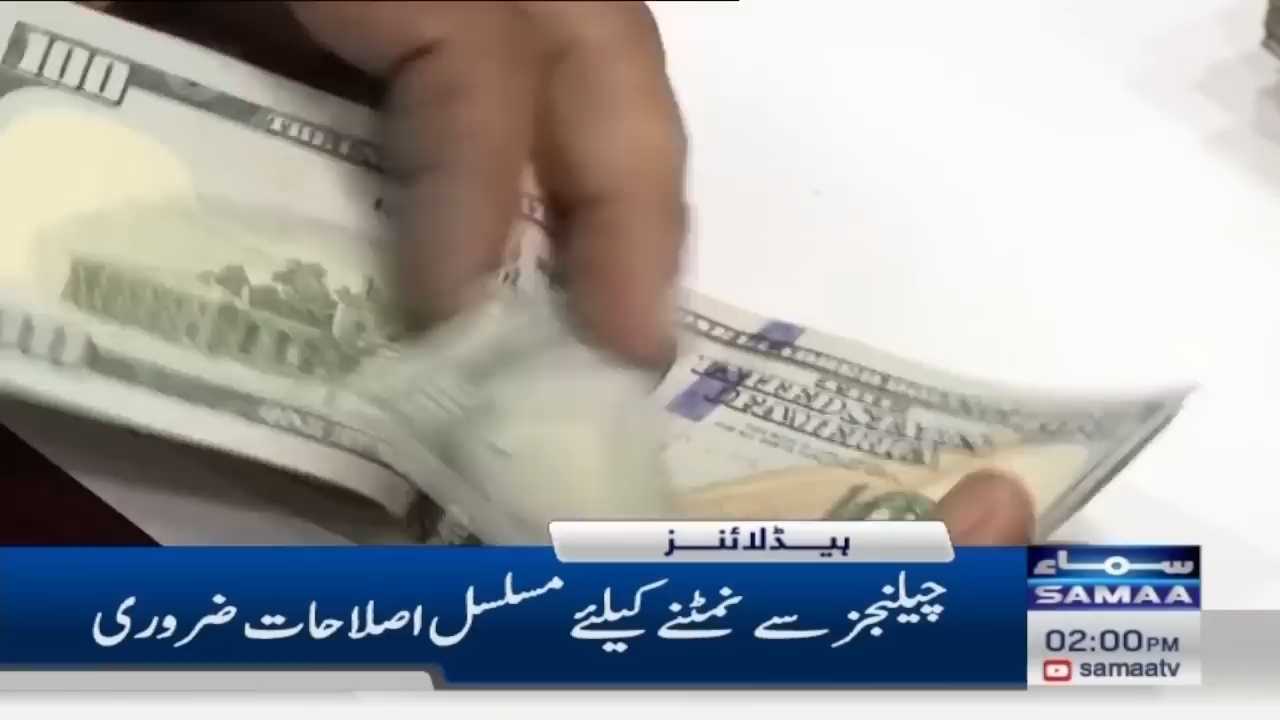 100
ہیڈلائنز
چیلنجز سے نمٹنے کیلئے مسلسل اصلاحات ضروری
سماء
SAMAA
02:00PM
samaatv